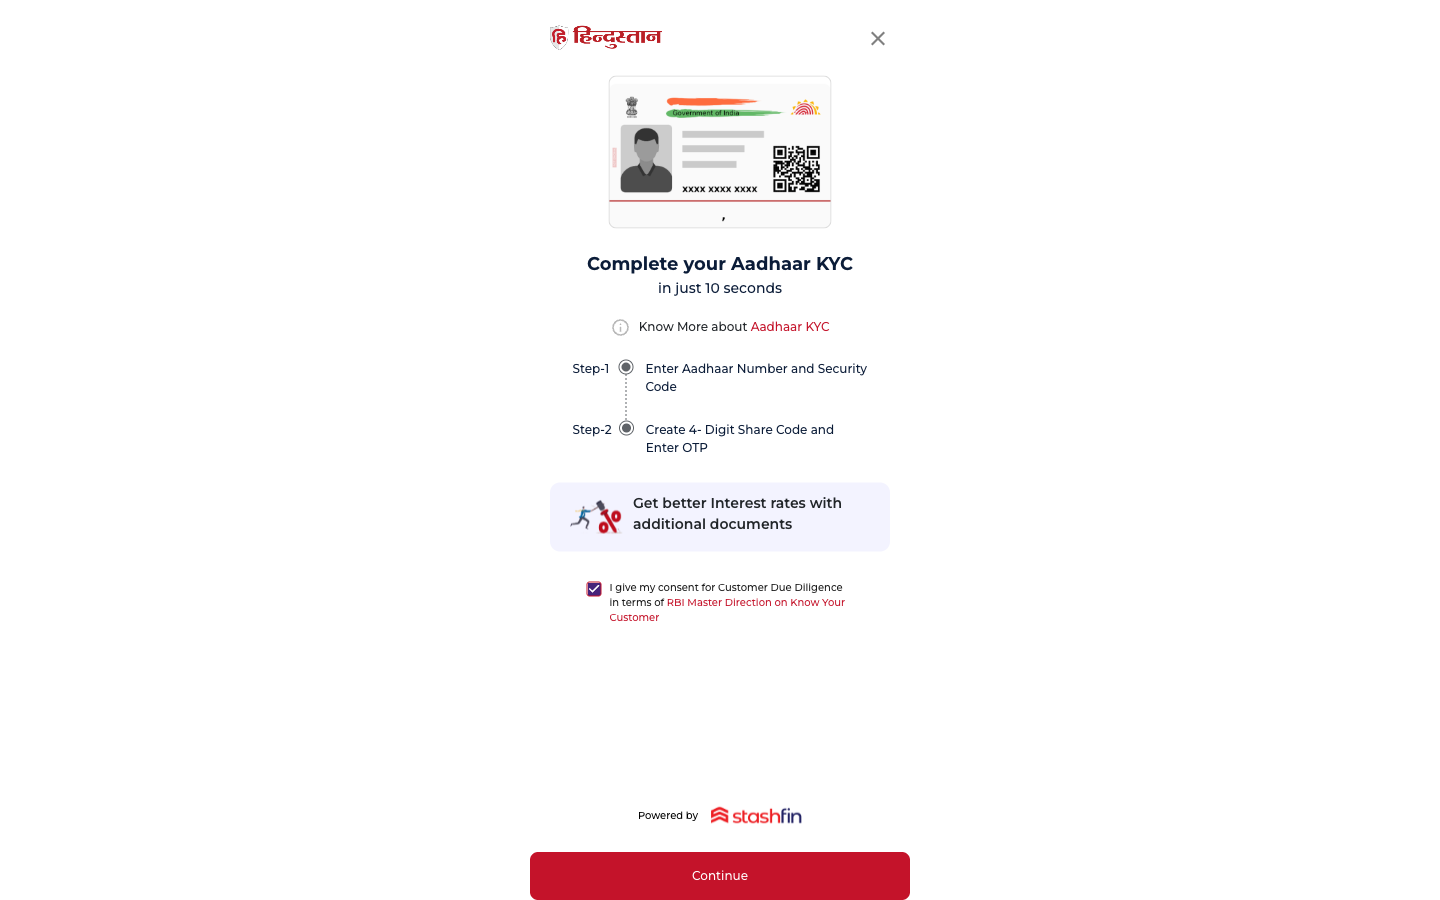 हि हिन्दुस्तान
Government of India
xxxx xxxx xxxx
,
Complete your Aadhaar KYC
in just 10 seconds
Know More about Aadhaar KYC
Step-1 Enter Aadhaar Number and Security
Code
Step-2 Create 4- Digit Share Code and
Enter OTP
Get better Interest rates with
additional documents
I give my consent for Customer Due Diligence
in terms of RBI Master Direction on Know Your
Customer
Powered by stashfin
Continue